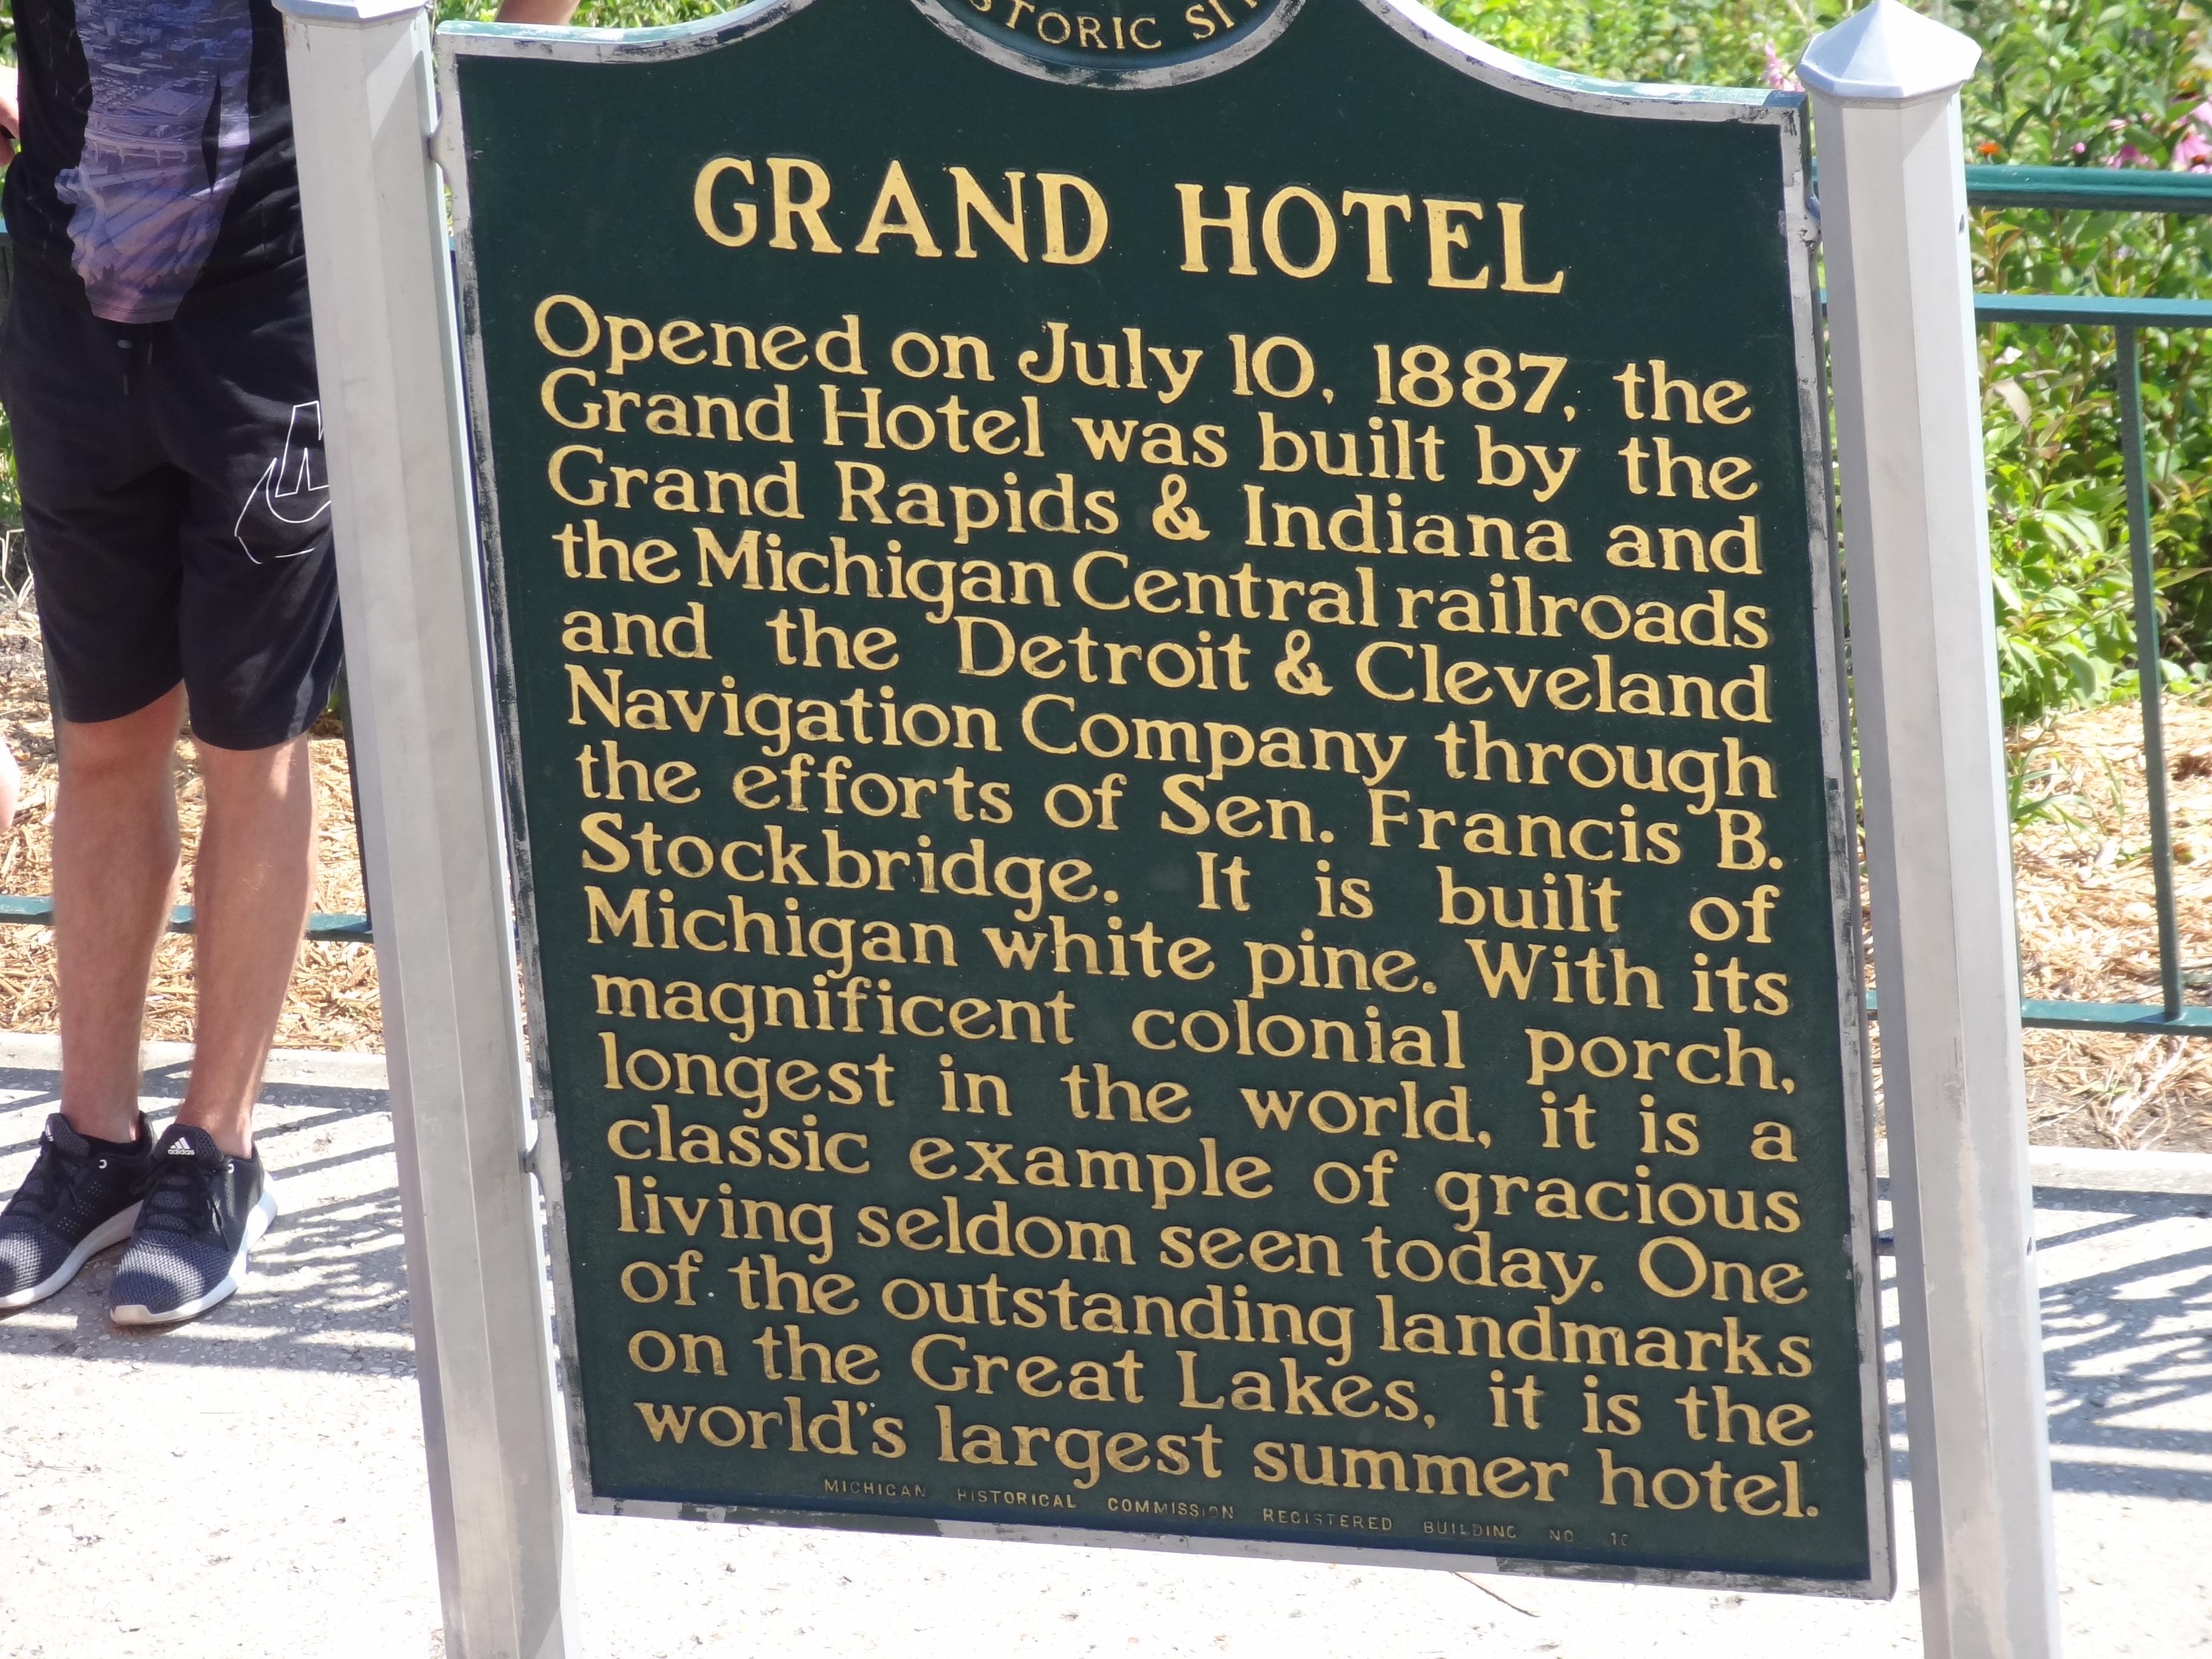 STORIC SIT
GRAND HOTEL
Opened on July 10, 1887, the
Grand Hotel was built by the
Grand Rapids & Indiana and
the Michigan Central railroads
and the Detroit & Cleveland
Navigation Company through
the efforts of Sen. Francis B.
Stockbridge. It is built of
Michigan white pine. With its
magnificent colonial porch,
longest in the world, it is a
classic example of gracious
living seldom seen today. One
of the outstanding landmarks
on the Great Lakes, it is the
world's largest summer hotel.
MICHIGAN HISTORICAL COMMISSION REGISTERED BUILDING NO
adidas